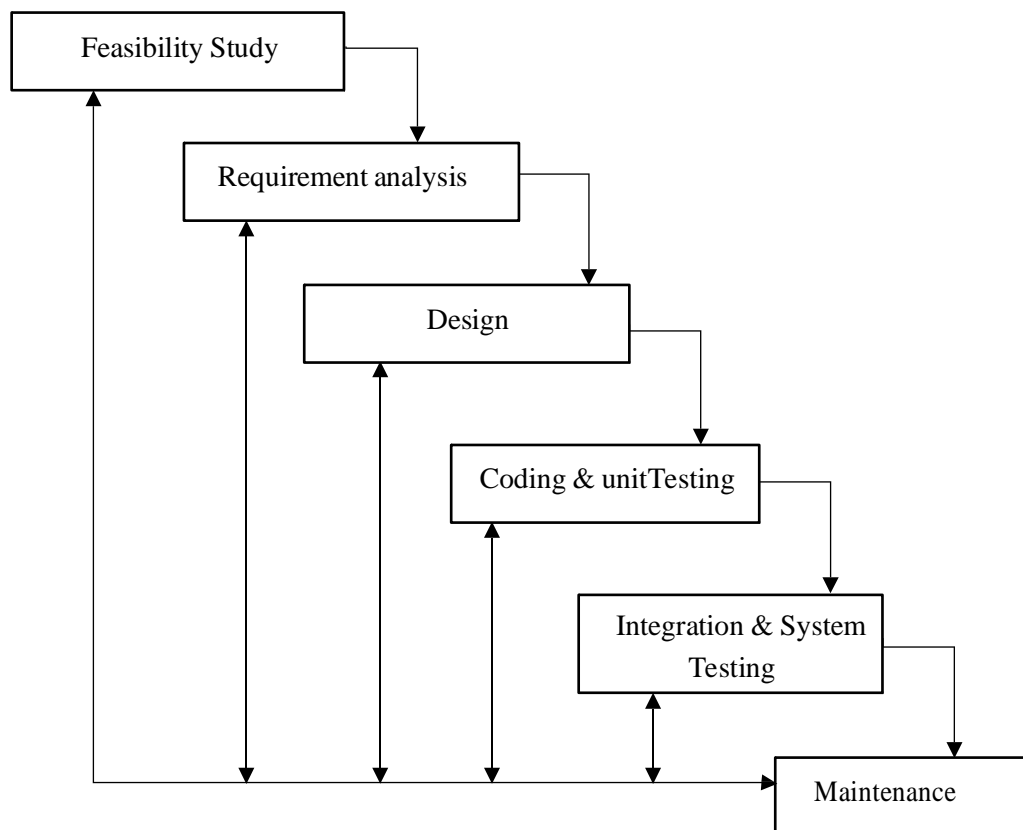 Feasibility Study
Requirement analysis
Design
Coding & unitTesting
Integration & System
Testing
Maintenance